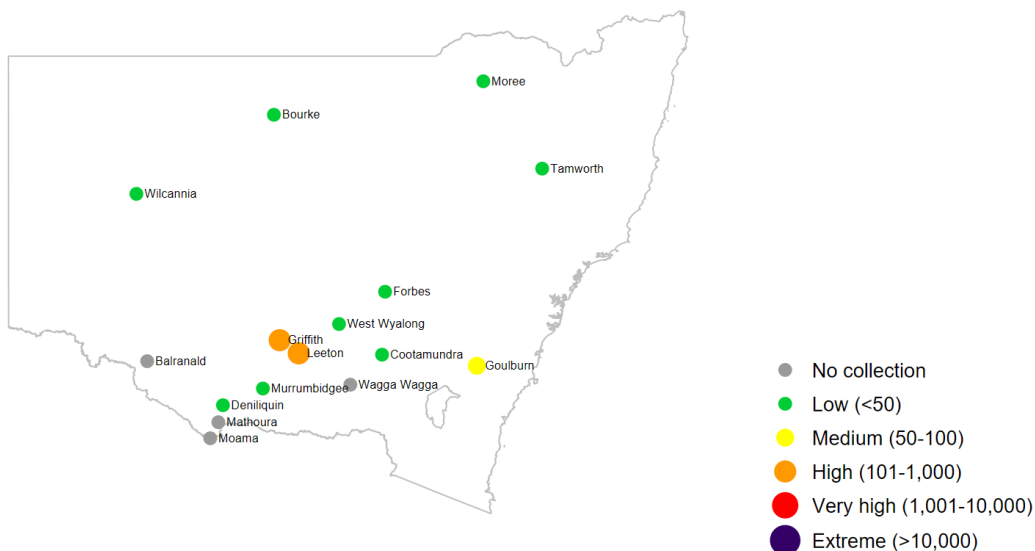 Moree
Bourke
Tamworth
Wilcannia
Forbes
West Wyalong
Griffith
Leeton
Cootamundra
Balranald
Goulburn
Wagga Wagga
Murrumbidgee
Deniliquin
Mathoura
Moama
No collection
Low (<50)
Medium (50-100)
High (101-1,000)
Very high (1,001-10,000)
Extreme (>10,000)